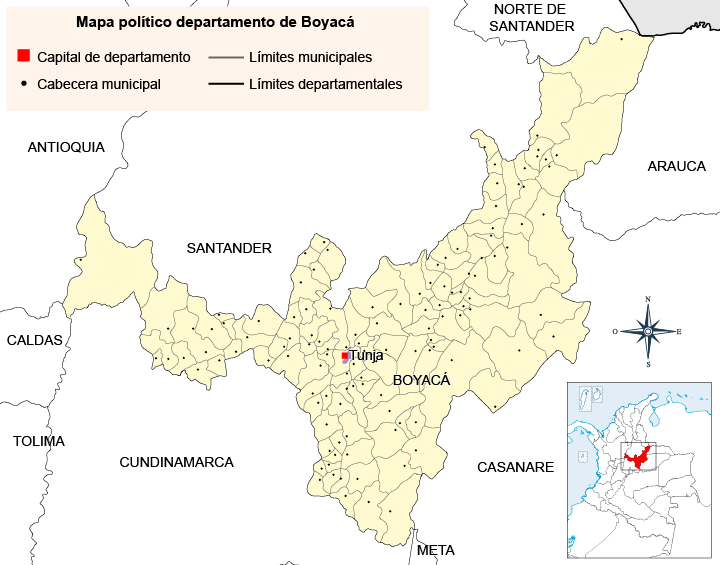 Mapa político departamento de Boyacá
Capital de departamento
Límites municipales
Cabecera municipal
Límites departamentales
NORTE DE
SANTANDER
ANTIOQUIA
ARAUCA
SANTANDER
N
O
E
S
CALDAS
Tunja
BOYACÁ
TOLIMA
CUNDINAMARCA
CASANARE
META